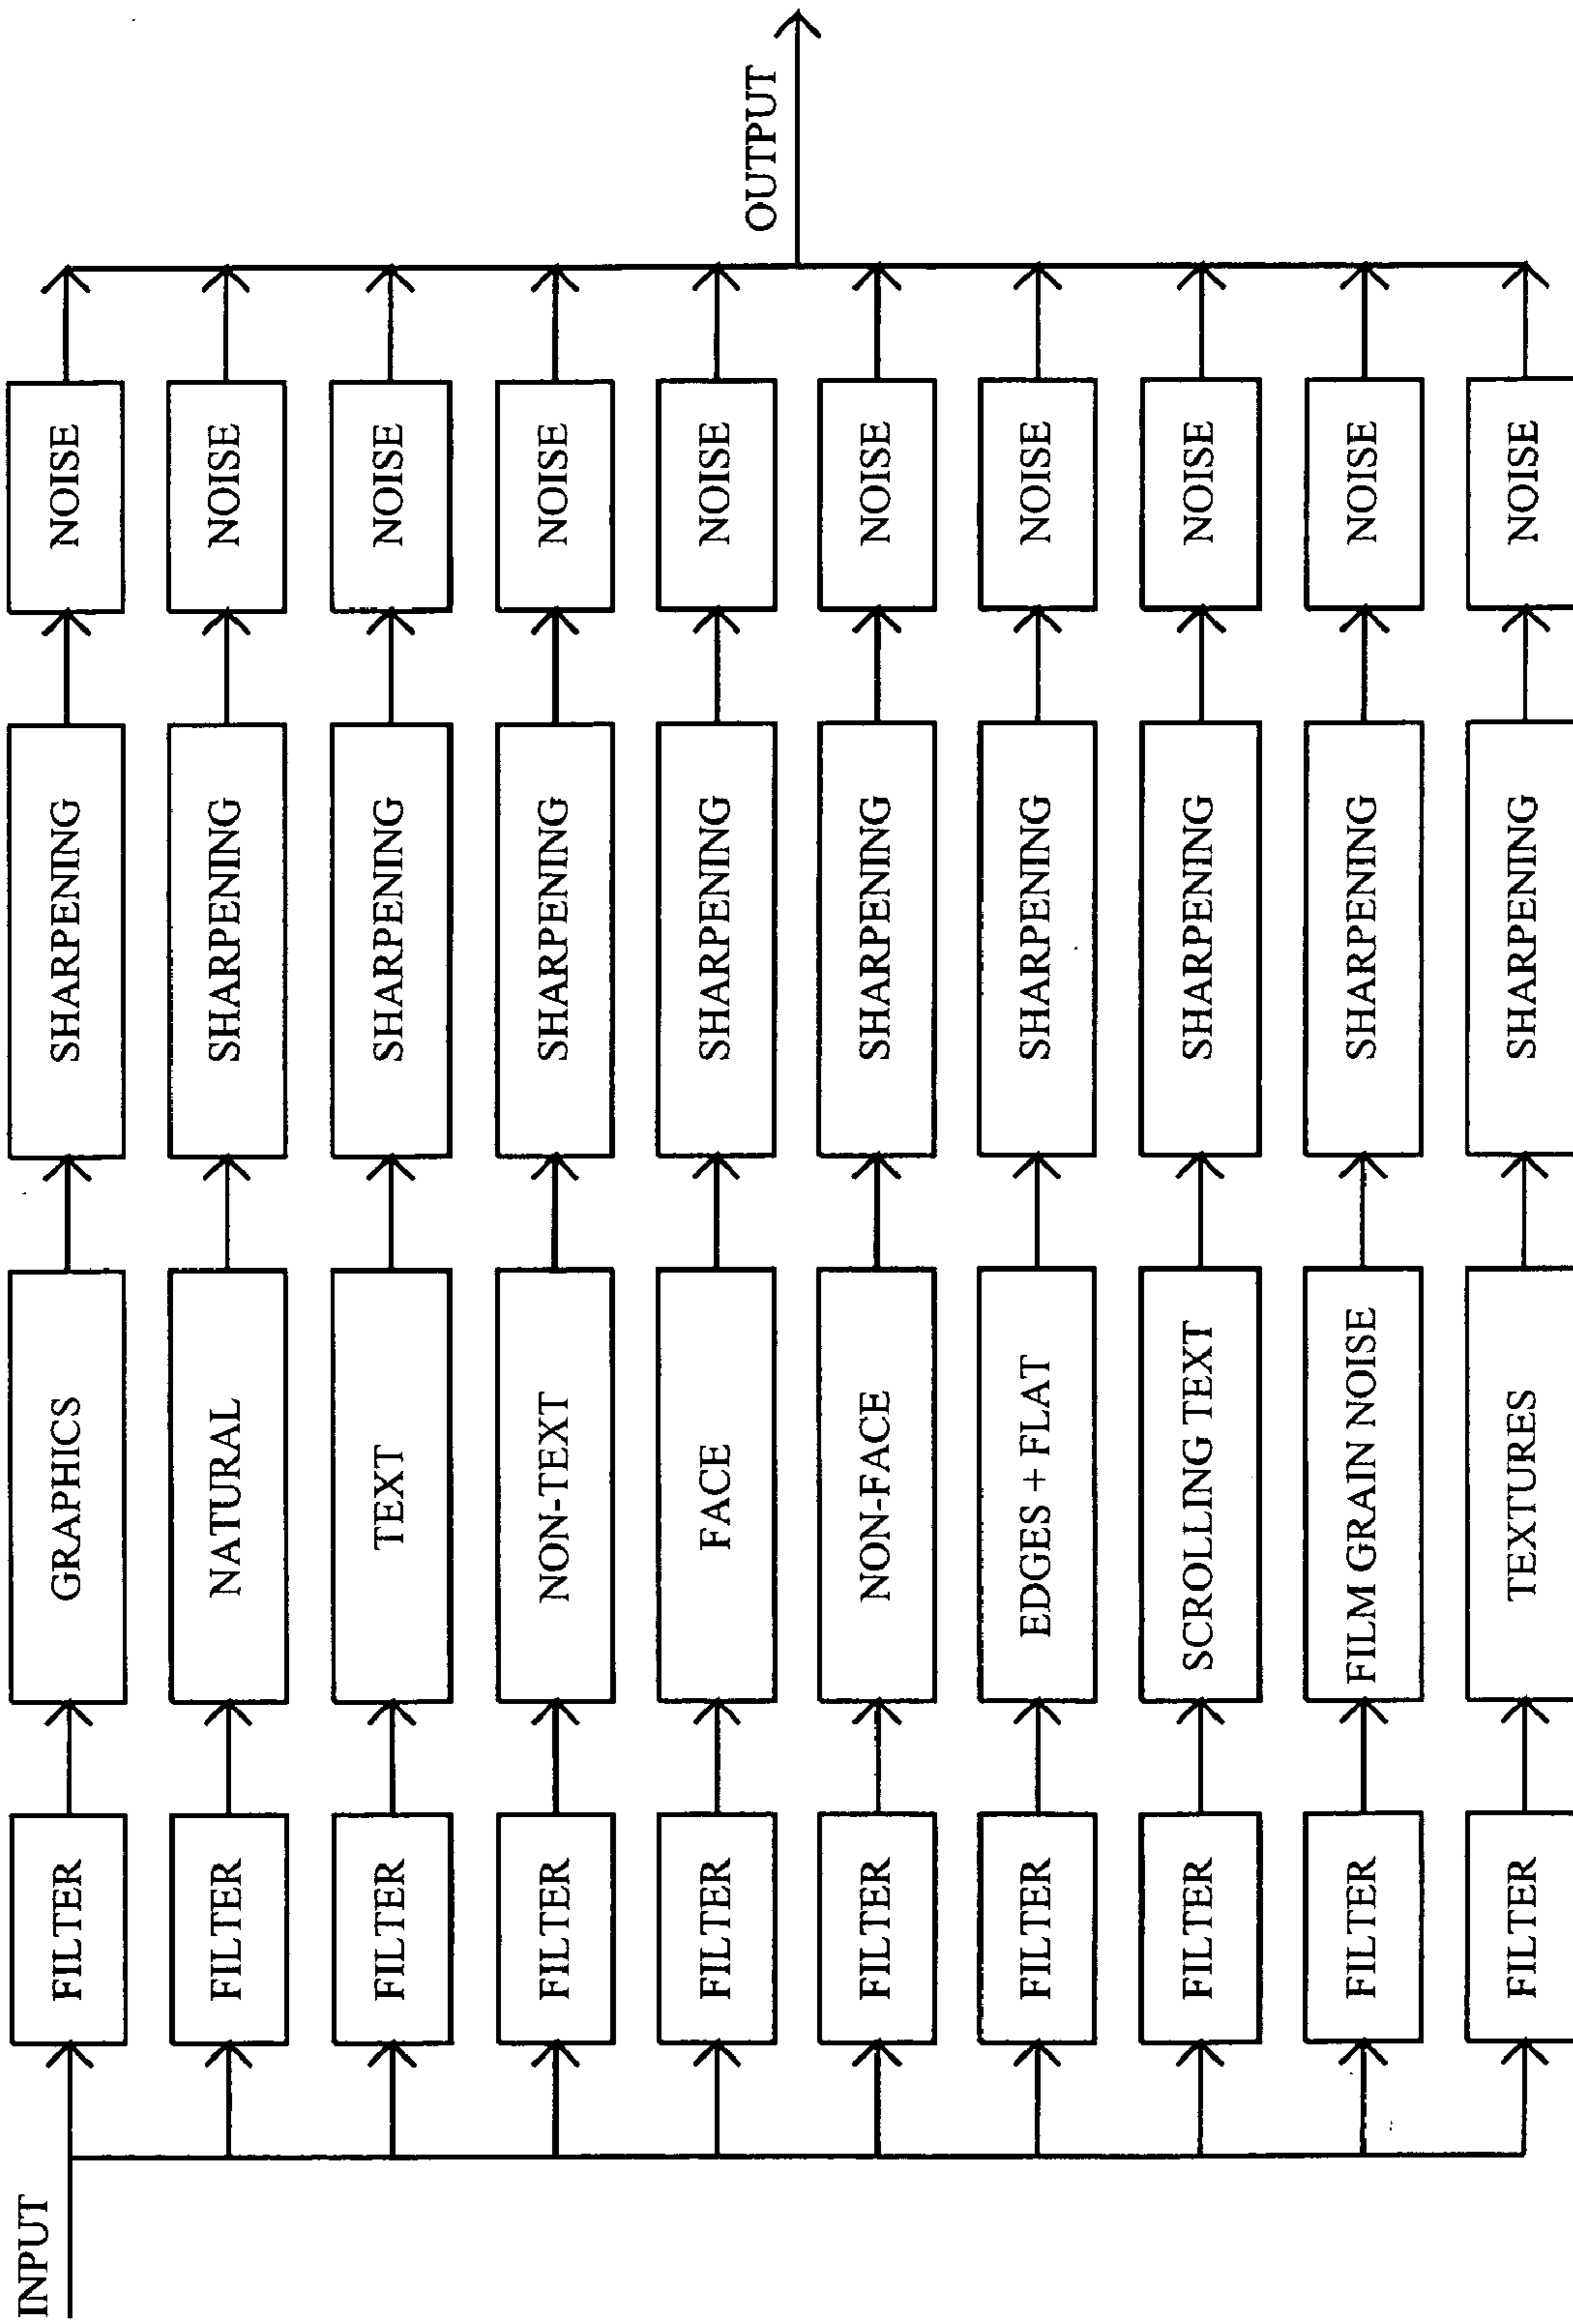 INPUT
FILTER
GRAPHICS
SHARPENING
NOISE
FILTER
NATURAL
SHARPENING
NOISE
FILTER
TEXT
SHARPENING
NOISE
FILTER
NON-TEXT
SHARPENING
NOISE
FILTER
FACE
SHARPENING
NOISE
OUTPUT
FILTER
NON-FACE
SHARPENING
NOISE
FILTER
EDGES + FLAT
SHARPENING
NOISE
FILTER
SCROLLING TEXT
SHARPENING
NOISE
FILTER
FILM GRAIN NOISE
SHARPENING
NOISE
FILTER
TEXTURES
SHARPENING
NOISE